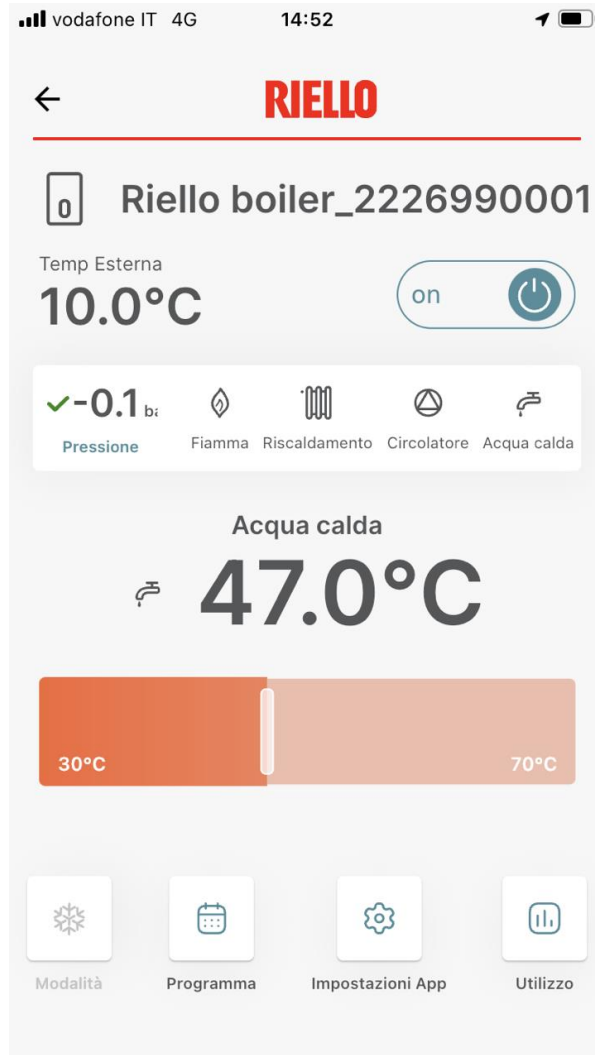 vodafone IT 4G 14:52
RIELLO
Riello boiler_2226990001
Temp Esterna
10.0°C
on
-0.1
Pressione Fiamma Riscaldamento Circolatore Acqua calda
Acqua calda
47.0°C
30°C 70°C
Modalità Programma Impostazioni App Utilizzo